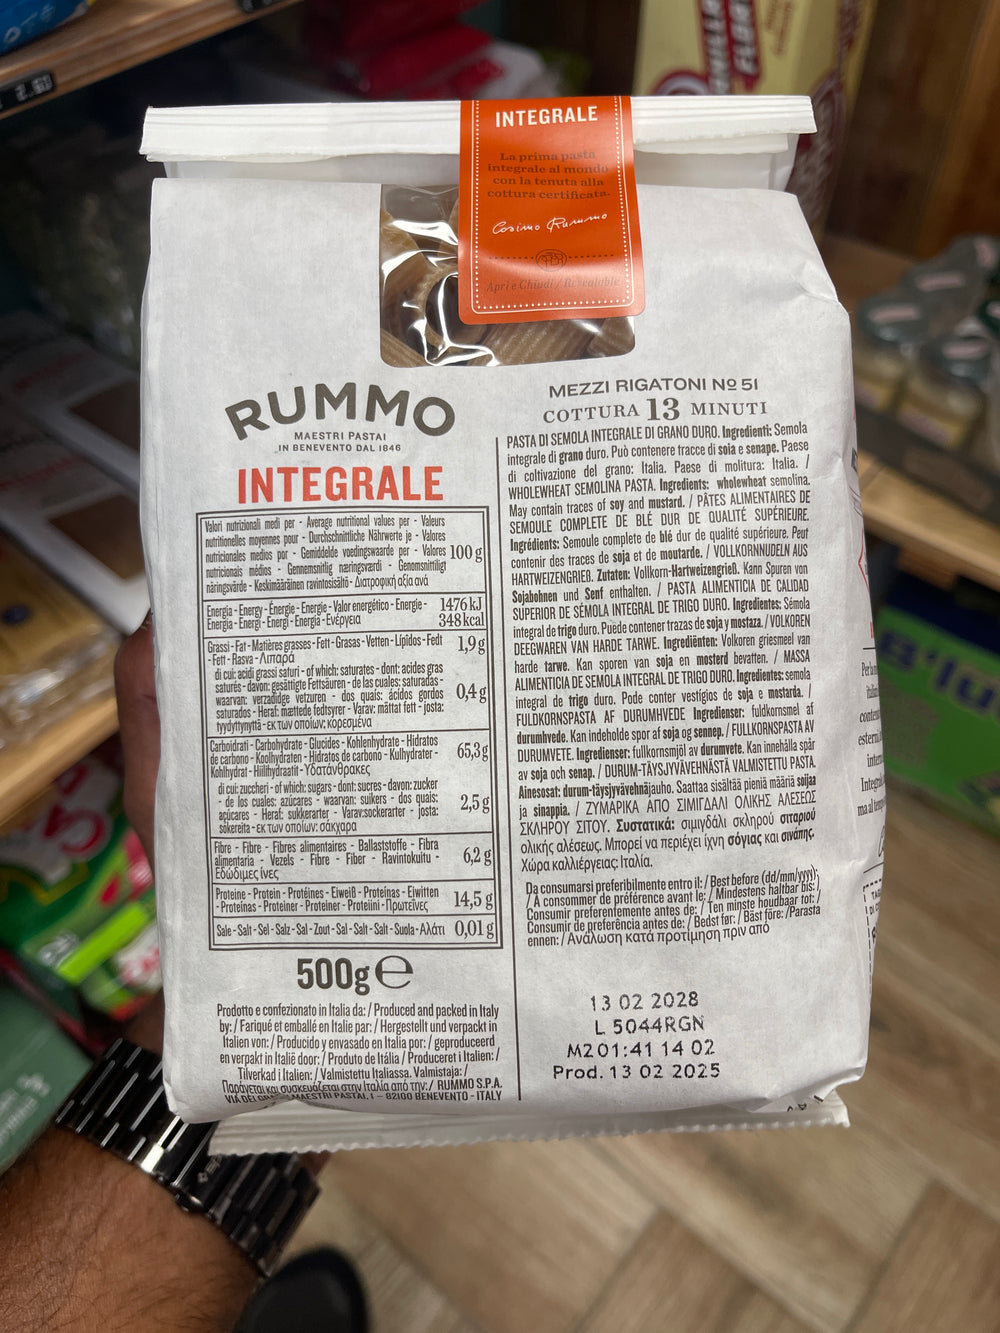 INTEGRALE
La prima pasta
integrale al mondo
con la tenuta alla
cottura certificata.
Cosimo Rummo
Apri e Chiudi / Resealable
RUMMO
MAESTRI PASTAI
IN BENEVENTO DAL 1846
INTEGRALE
Valori nutrizionali medi per - Average nutritional values per - Valeurs
nutritionelles moyennes pour - Durchschnittliche Nährwerte je - Valores
nutricionales medios por - Gemiddelde voedingswaarde per - Valores
nutricionais médios - Gennemsnitlig næringsværdi - Genomsnittligt
näringsvärde - Keskimääräinen ravintosisältö - Διατροφική αξία ανά
100 g
Energia - Energy - Énergie - Energie - Valor energético - Energie -
Energia - Energi - Energi - Energia - Ενέργεια
1476 kJ
348 kcal
Grassi - Fat - Matières grasses - Fett - Grasas - Vetten - Lípidos - Fedt
- Fett - Rasva - Λιπαρά
1,9 g
di cui: acidi grassi saturi - of which: saturates - dont: acides gras
saturés - davon: gesättigte Fettsäuren - de las cuales: saturadas -
waarvan: verzadigde vetzuren - dos quais: ácidos gordos
saturados - Heraf: mættede fedtsyrer - Varav: mättat fett - josta:
tyydyttynyttä - εκ των οποίων: κορεσμένα
0,4 g
Carboidrati - Carbohydrate - Glucides - Kohlenhydrate - Hidratos
de carbono - Koolhydraten - Hidratos de carbono - Kulhydrater -
Kohlhydrat - Hiilihydraatit - Υδατάνθρακες
65,3 g
di cui: zuccheri - of which: sugars - dont: sucres - davon: zucker
- de los cuales: azúcares - waarvan: suikers - dos quais:
açúcares - Heraf: sukkerarter - Varav:sockerarter - josta:
sokereita - εκ των οποίων: σάκχαρα
2,5 g
Fibre - Fibre - Fibres alimentaires - Ballaststoffe - Fibra
alimentaria - Vezels - Fibre - Fiber - Ravintokuitu -
Εδώδιμες ίνες
6,2 g
Proteine - Protein - Protéines - Eiweiß - Proteínas - Eiwitten
- Proteínas - Proteiner - Proteiner - Proteiini - Πρωτεΐνες
14,5 g
Sale - Salt - Sel - Salz - Sal - Zout - Sal - Salt - Salt - Suola - Αλάτι
0,01 g
500g e
Prodotto e confezionato in Italia da: / Produced and packed in Italy
by: / Fariqué et emballé en Italie par: / Hergestellt und verpackt in
Italien von: / Producido y envasado en Italia por: / geproduceerd
en verpakt in Italië door: / Produto de Itália / Produceret i Italien: /
Tilverkad i Italien: / Valmistettu Italiassa. Valmistaja: /
Παράγεται και συσκευάζεται στην Ιταλία από την: / RUMMO S.P.A.
MAESTRI PASTAI, 1 - 82100 BENEVENTO - ITALY
MEZZI RIGATONI Nº 51
COTTURA 13 MINUTI
PASTA DI SEMOLA INTEGRALE DI GRANO DURO. Ingredienti: Semola
integrale di grano duro. Può contenere tracce di soia e senape. Paese
di coltivazione del grano: Italia. Paese di molitura: Italia. /
WHOLEWHEAT SEMOLINA PASTA. Ingredients: wholewheat semolina.
May contain traces of soy and mustard. / PÂTES ALIMENTAIRES DE
SEMOULE COMPLETE DE BLÉ DUR DE QUALITÉ SUPÉRIEURE.
Ingrédients: Semoule complete de blé dur de qualité superieure. Peut
contenir des traces de soja et de moutarde. / VOLLKORNNUDELN AUS
HARTWEIZENGRIEB. Zutaten: Vollkorn-Hartweizengrieß. Kann Spuren von
Sojabohnen und Senf enthalten. / PASTA ALIMENTICIA DE CALIDAD
SUPERIOR DE SÉMOLA INTEGRAL DE TRIGO DURO. Ingredientes: Sémola
integral de trigo duro. Puède contener trazas de soja y mostaza. / VOLKOREN
DEEGWAREN VAN HARDE TARWE. Ingrediënten: Volkoren griesmeel van
harde tarwe. Kan sporen van soja en mosterd bevatten. / MASSA
ALIMENTICIA DE SEMOLA INTEGRAL DE TRIGO DURO. Ingredientes: semola
integral de trigo duro. Pode conter vestígios de soja e mostarda. /
FULDKORNSPASTA AF DURUMHVEDE Ingredienser: fuldkornsmel af
durumhvede. Kan indeholde spor af soja og sennep. / FULLKORNSPASTA AV
DURUMVETE. Ingredienser: fullkornsmjöl av durumvete. Kan innehålla spår
av soja och senap. / DURUM-TÄYSJYVÄVEHNÄSTÄ VALMISTETTU PASTA.
Ainesosat: durum-täysjyvävehnäjauho. Saattaa sisältää pieniä määriä soijaa
ja sinappia. / ΖΥΜΑΡΙΚΑ ΑΠΟ ΣΙΜΙΓΔΑΛΙ ΟΛΙΚΗΣ ΑΛΕΣΕΩΣ
ΣΚΛΗΡΟΥ ΣΙΤΟΥ. Συστατικά: σιμιγδάλι σκληρού σιταριού
ολικής αλέσεως. Μπορεί να περιέχει ίχνη σόγιας και σινάπης.
Χώρα καλλιέργειας: Ιταλία.
Da consumarsi preferibilmente entro il: / Best before (dd/mm/yyyy):
/ A consommer de préférence avant le: / Mindestens haltbar bis: /
Consumir preferentemente antes de: / Ten minste houdbaar tot: /
Consumir de preferência antes de: / Bedst før: / Bäst före: /Parasta
ennen: / Ανάλωση κατά προτίμηση πριν από
13 02 2028
L 5044RGN
M201:41 14 02
Prod. 13 02 2025